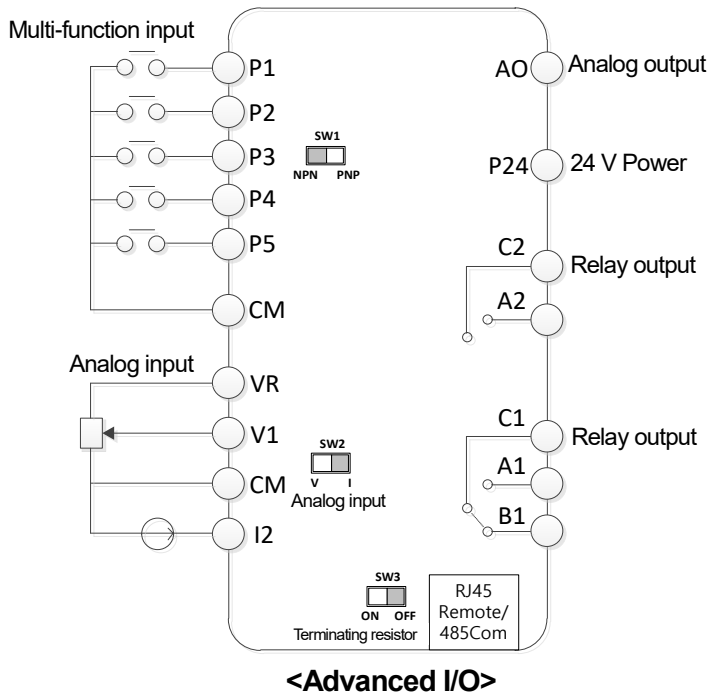 Multi-function input
P1
P2
P3
P4
P5
CM
SW1
NPN PNP
Analog input
VR
V1
CM
I2
SW2
V I
Analog input
SW3
ON OFF
Terminating resistor
RJ45
Remote/
485Com
AO Analog output
P24 24 V Power
C2 Relay output
A2
C1 Relay output
A1
B1
<Advanced I/O>